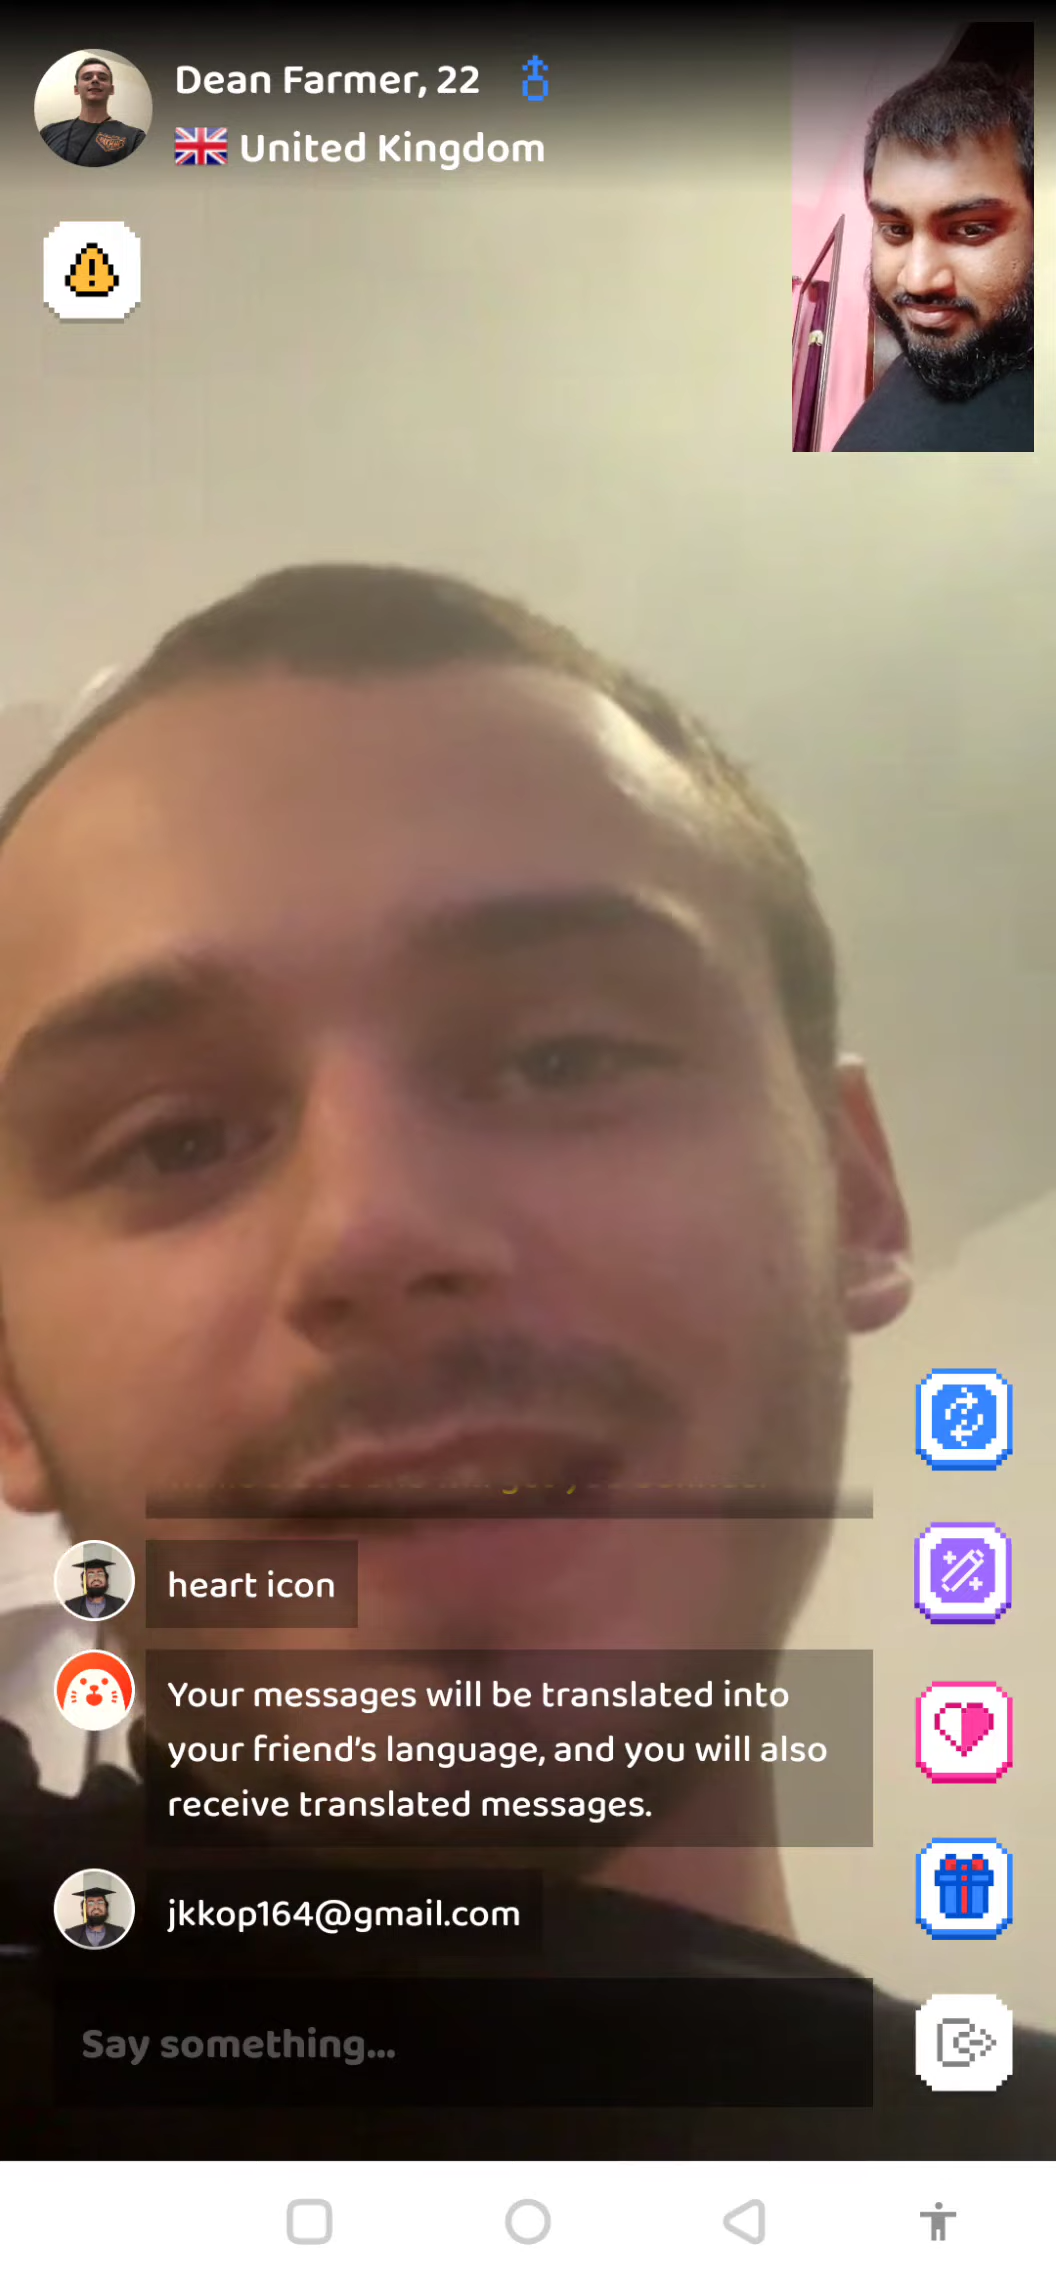 Dean Farmer, 22
United Kingdom
heart icon
Your messages will be translated into
your friend's language, and you will also
receive translated messages.
jkkop164@gmail.com
Say something...